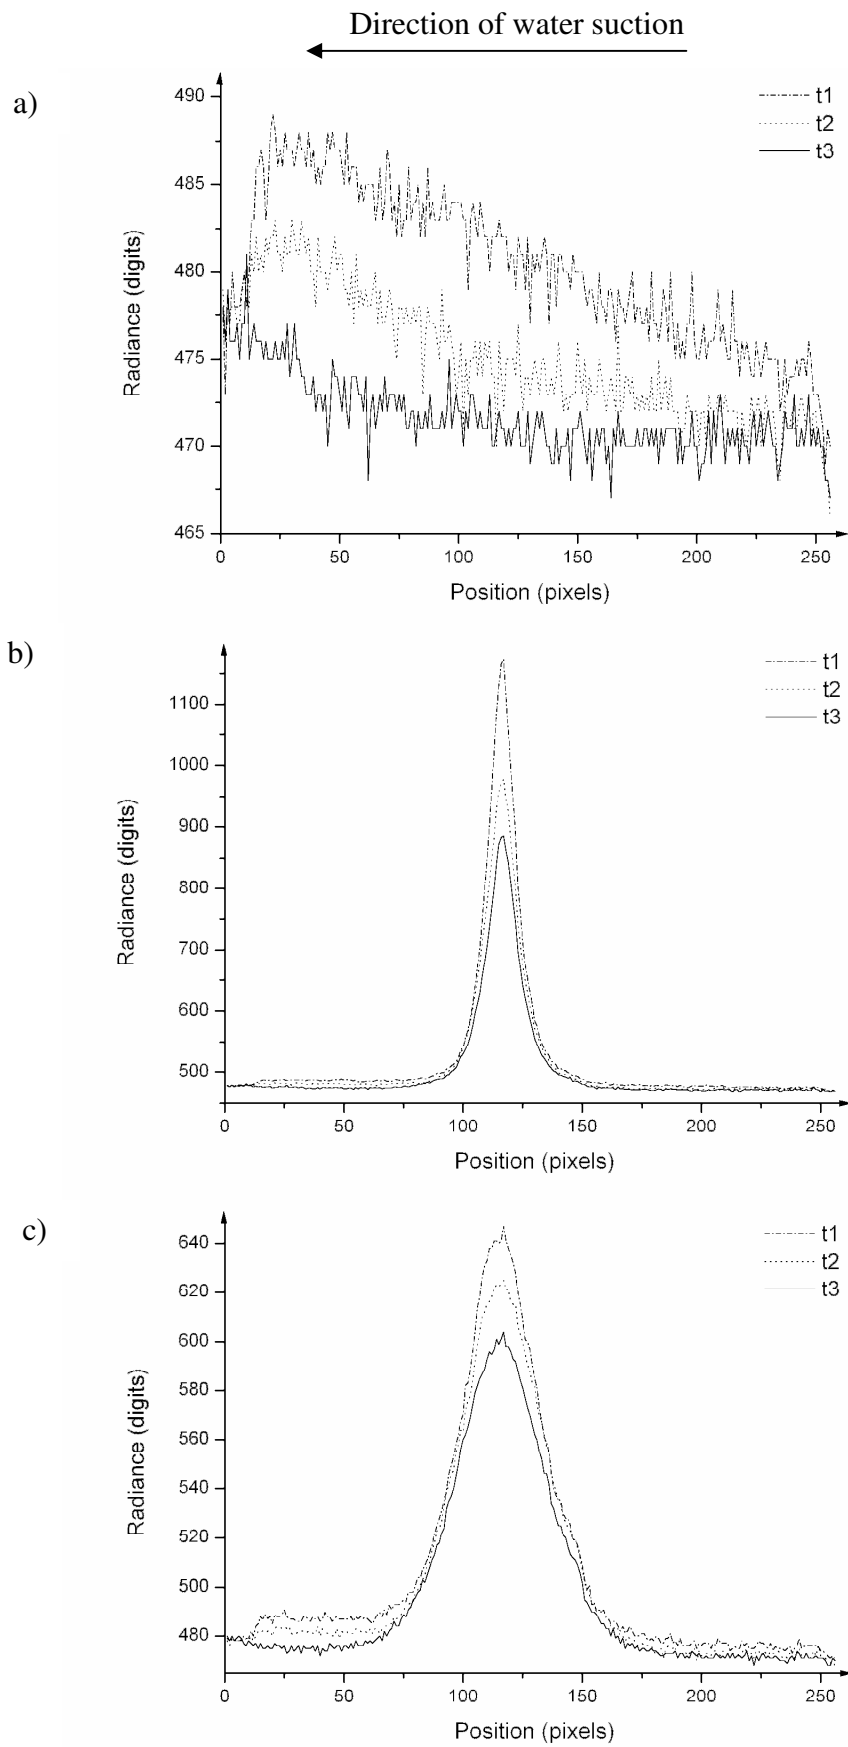 Direction of water suction
a)
t1
t2
t3
490
485
480
475
470
465
Radiance (digits)
0 50 100 150 200 250
Position (pixels)
b)
t1
t2
t3
1100
1000
900
800
700
600
500
Radiance (digits)
0 50 100 150 200 250
Position (pixels)
c)
t1
t2
t3
640
620
600
580
560
540
520
500
480
Radiance (digits)
0 50 100 150 200 250
Position (pixels)